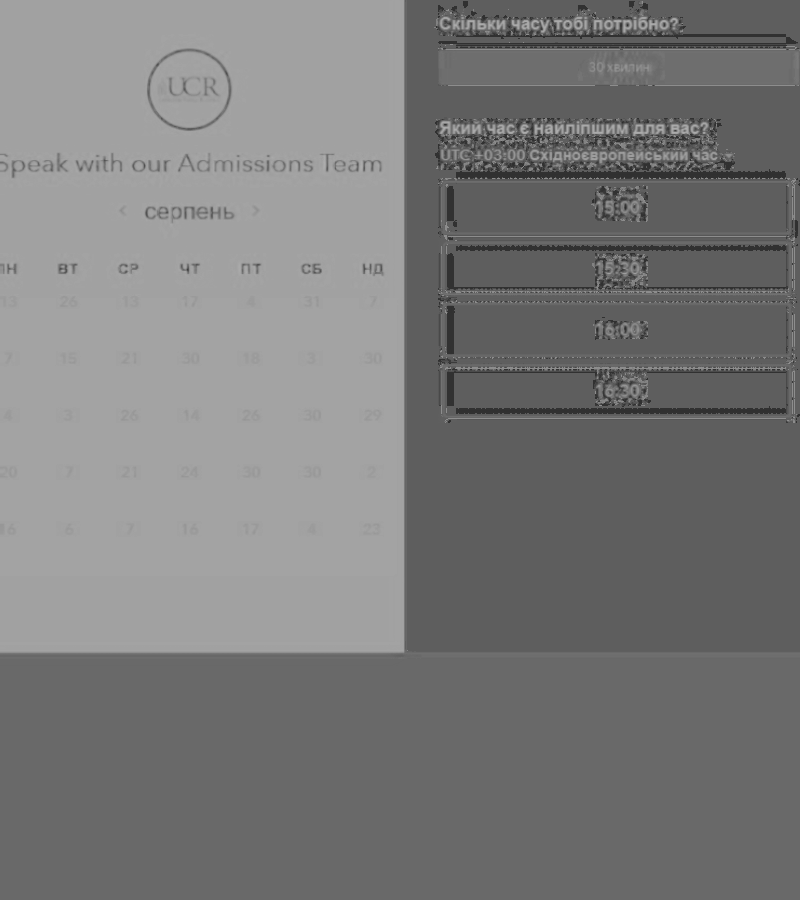 UCR
Speak with our Admissions Team
< серпень >
ПН ВТ СР ЧТ ПТ СБ НД
13 26 13 17 4 31 7
7 15 21 30 18 3 30
4 3 26 14 26 30 29
20 7 21 24 30 30 2
16 6 7 16 17 4 23
Скільки часу тобі потрібно?
30 хвилин
Який час є найліпшим для вас?
UTC +03:00 Східноєвропейський час
15:00
15:30
16:00
16:30